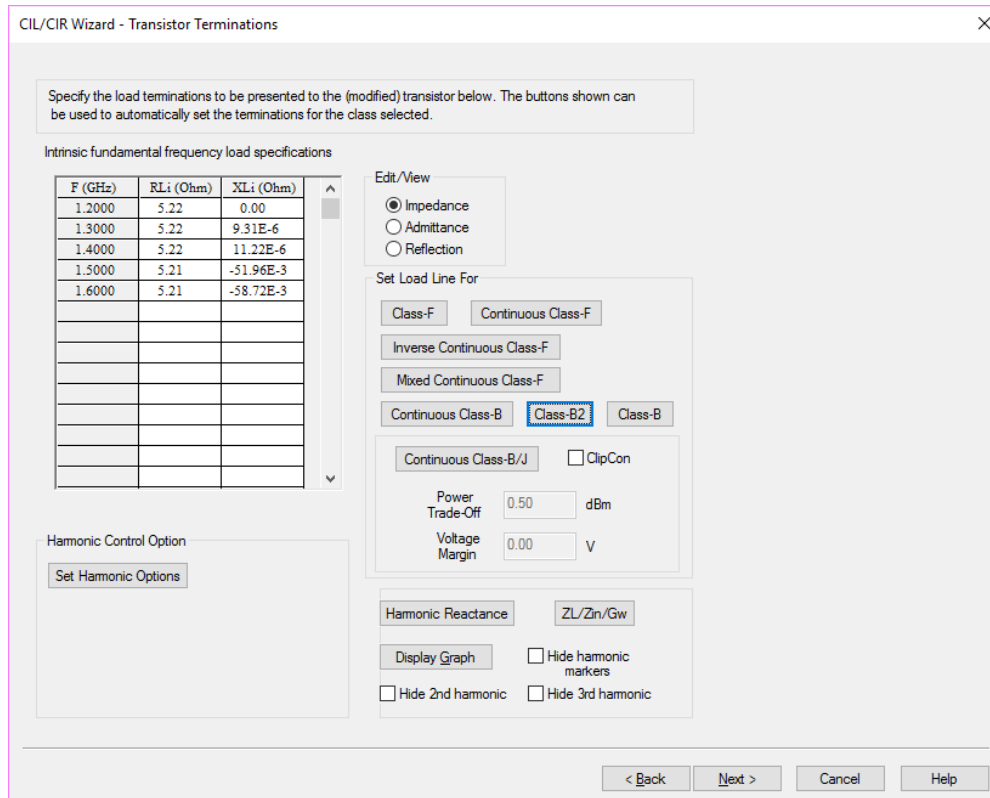 CIL/CIR Wizard - Transistor Terminations
Specify the load terminations to be presented to the (modified) transistor below. The buttons shown can
be used to automatically set the terminations for the class selected.
Intrinsic fundamental frequency load specifications
F (GHz) RLi (Ohm) XLi (Ohm)
1.2000 5.22 0.00
1.3000 5.22 9.31E-6
1.4000 5.22 11.22E-6
1.5000 5.21 -51.96E-3
1.6000 5.21 -58.72E-3
Edit/View
Impedance
Admittance
Reflection
Set Load Line For
Class-F Continuous Class-F
Inverse Continuous Class-F
Mixed Continuous Class-F
Continuous Class-B Class-B2 Class-B
Continuous Class-B/J ClipCon
Power
Trade-Off 0.50 dBm
Voltage
Margin 0.00 V
Harmonic Control Option
Set Harmonic Options
Harmonic Reactance ZL/Zin/Gw
Display Graph Hide harmonic
markers
Hide 2nd harmonic Hide 3rd harmonic
< Back Next > Cancel Help